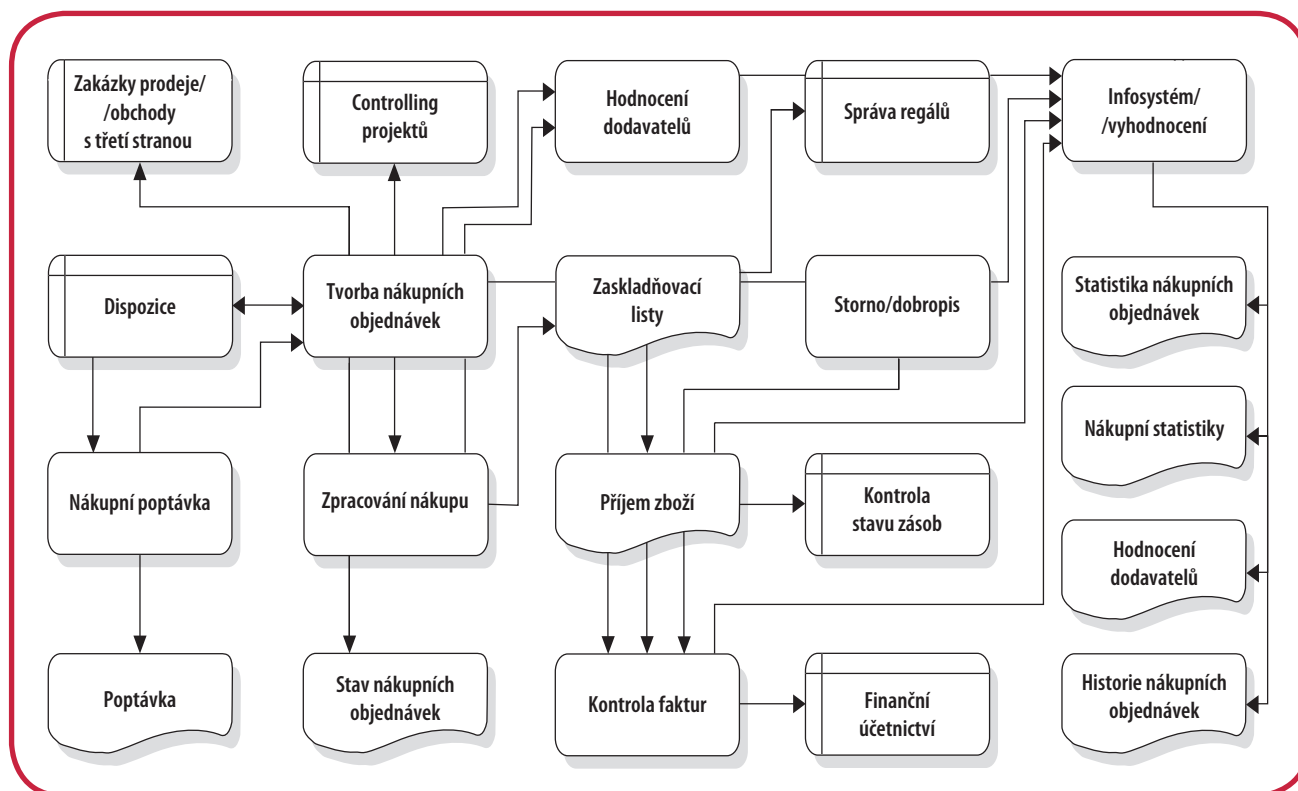 Zakázky prodeje/
/obchody
s třetí stranou
Controlling
projektů
Hodnocení
dodavatelů
Správa regálů
Infosystém/
/vyhodnocení
Dispozice
Tvorba nákupních
objednávek
Zaskladňovací
listy
Storno/dobropis
Statistika nákupních
objednávek
Nákupní poptávka
Zpracování nákupu
Příjem zboží
Kontrola
stavu zásob
Nákupní statistiky
Hodnocení
dodavatelů
Poptávka
Stav nákupních
objednávek
Kontrola faktur
Finanční
účetnictví
Historie nákupních
objednávek